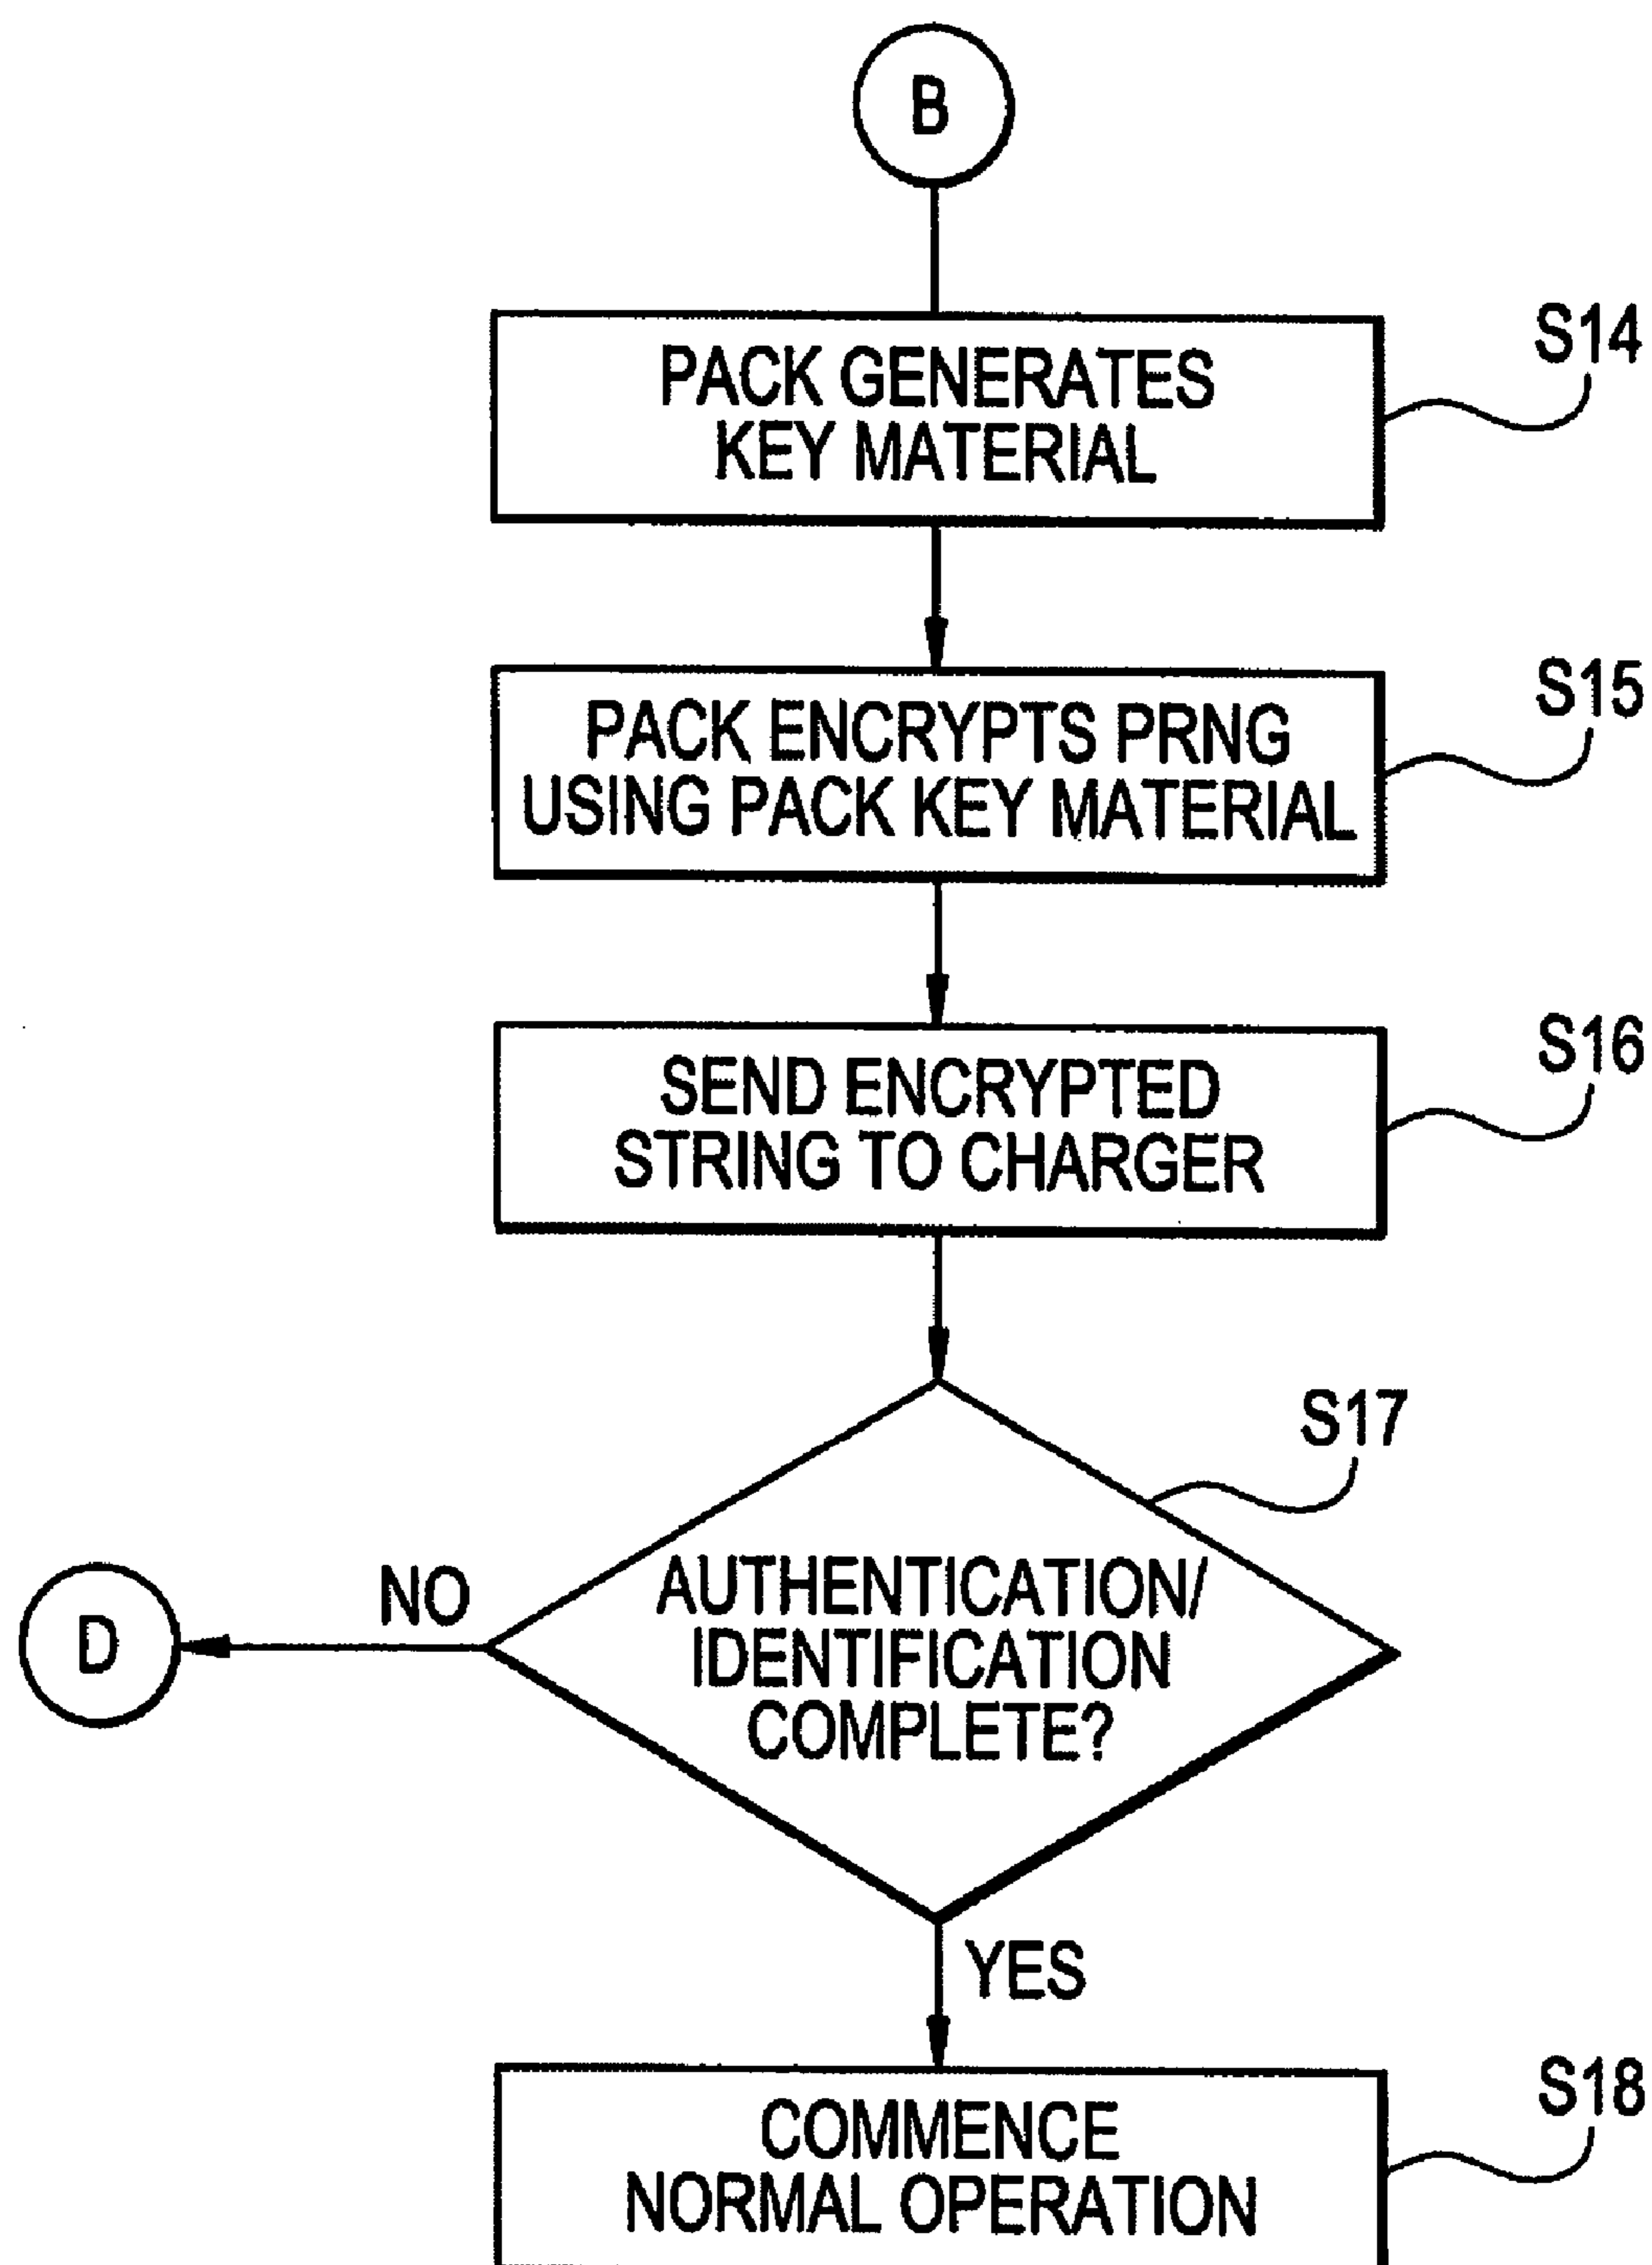 B
PACK GENERATES
KEY MATERIAL
S14
PACK ENCRYPTS PRNG
USING PACK KEY MATERIAL
S15
SEND ENCRYPTED
STRING TO CHARGER
S16
S17
AUTHENTICATION/
IDENTIFICATION
COMPLETE?
NO
D
YES
COMMENCE
NORMAL OPERATION
S18